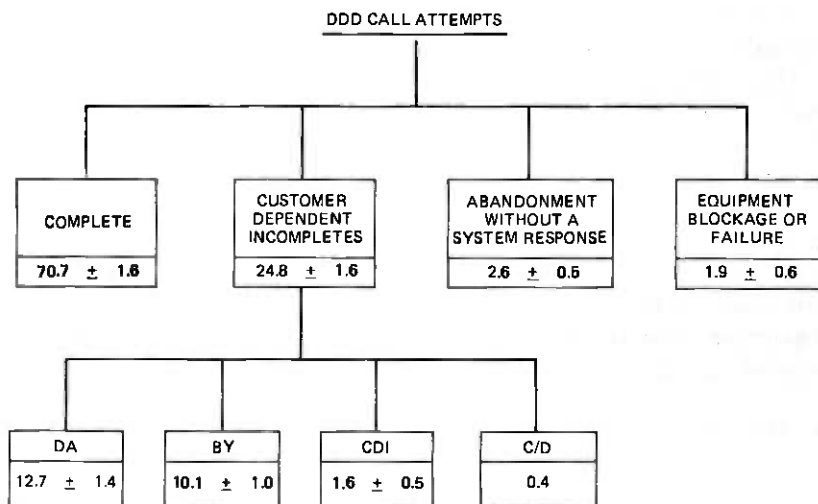 DDD CALL ATTEMPTS
COMPLETE
70.7 ± 1.6
CUSTOMER
DEPENDENT
INCOMPLETES
24.8 ± 1.6
ABANDONMENT
WITHOUT A
SYSTEM RESPONSE
2.6 ± 0.5
EQUIPMENT
BLOCKAGE OR
FAILURE
1.9 ± 0.6
DA
12.7 ± 1.4
BY
10.1 ± 1.0
CDI
1.6 ± 0.5
C/D
0.4